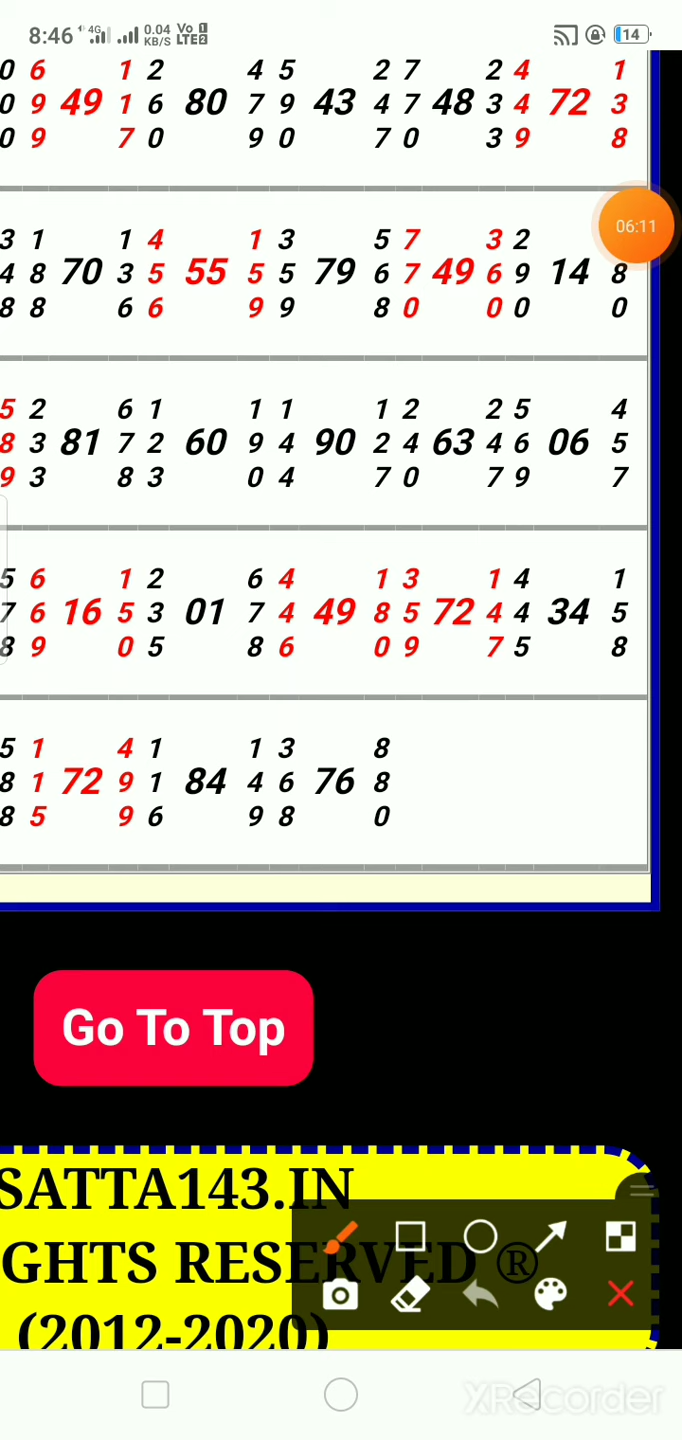 8:46 4G 0.04 KB/S Vo 1 LTE2 14
0 6 1 2 4 5 2 7 2 4 1
0 9 49 1 6 80 7 9 43 4 7 48 3 4 72 3
0 9 7 0 9 0 7 0 3 9 8
3 1 1 4 1 3 5 7 3 2
06:11
4 8 70 3 5 55 5 5 79 6 7 49 6 9 14 8
8 8 6 6 9 9 8 0 0 0 0
5 2 6 1 1 1 1 2 2 5 4
8 3 81 7 2 60 9 4 90 2 4 63 4 6 06 5
9 3 8 3 0 4 7 0 7 9 7
5 6 1 2 6 4 1 3 1 4 1
7 6 16 5 3 01 7 4 49 8 5 72 4 4 34 5
8 9 0 5 8 6 0 9 7 5 8
5 1 4 1 1 3 8
8 1 72 9 1 84 4 6 76 8
8 5 9 6 9 8 0
Go To Top
SATTA143.IN
GHTS RESERVED ®
(2012-2020)
XRecorder